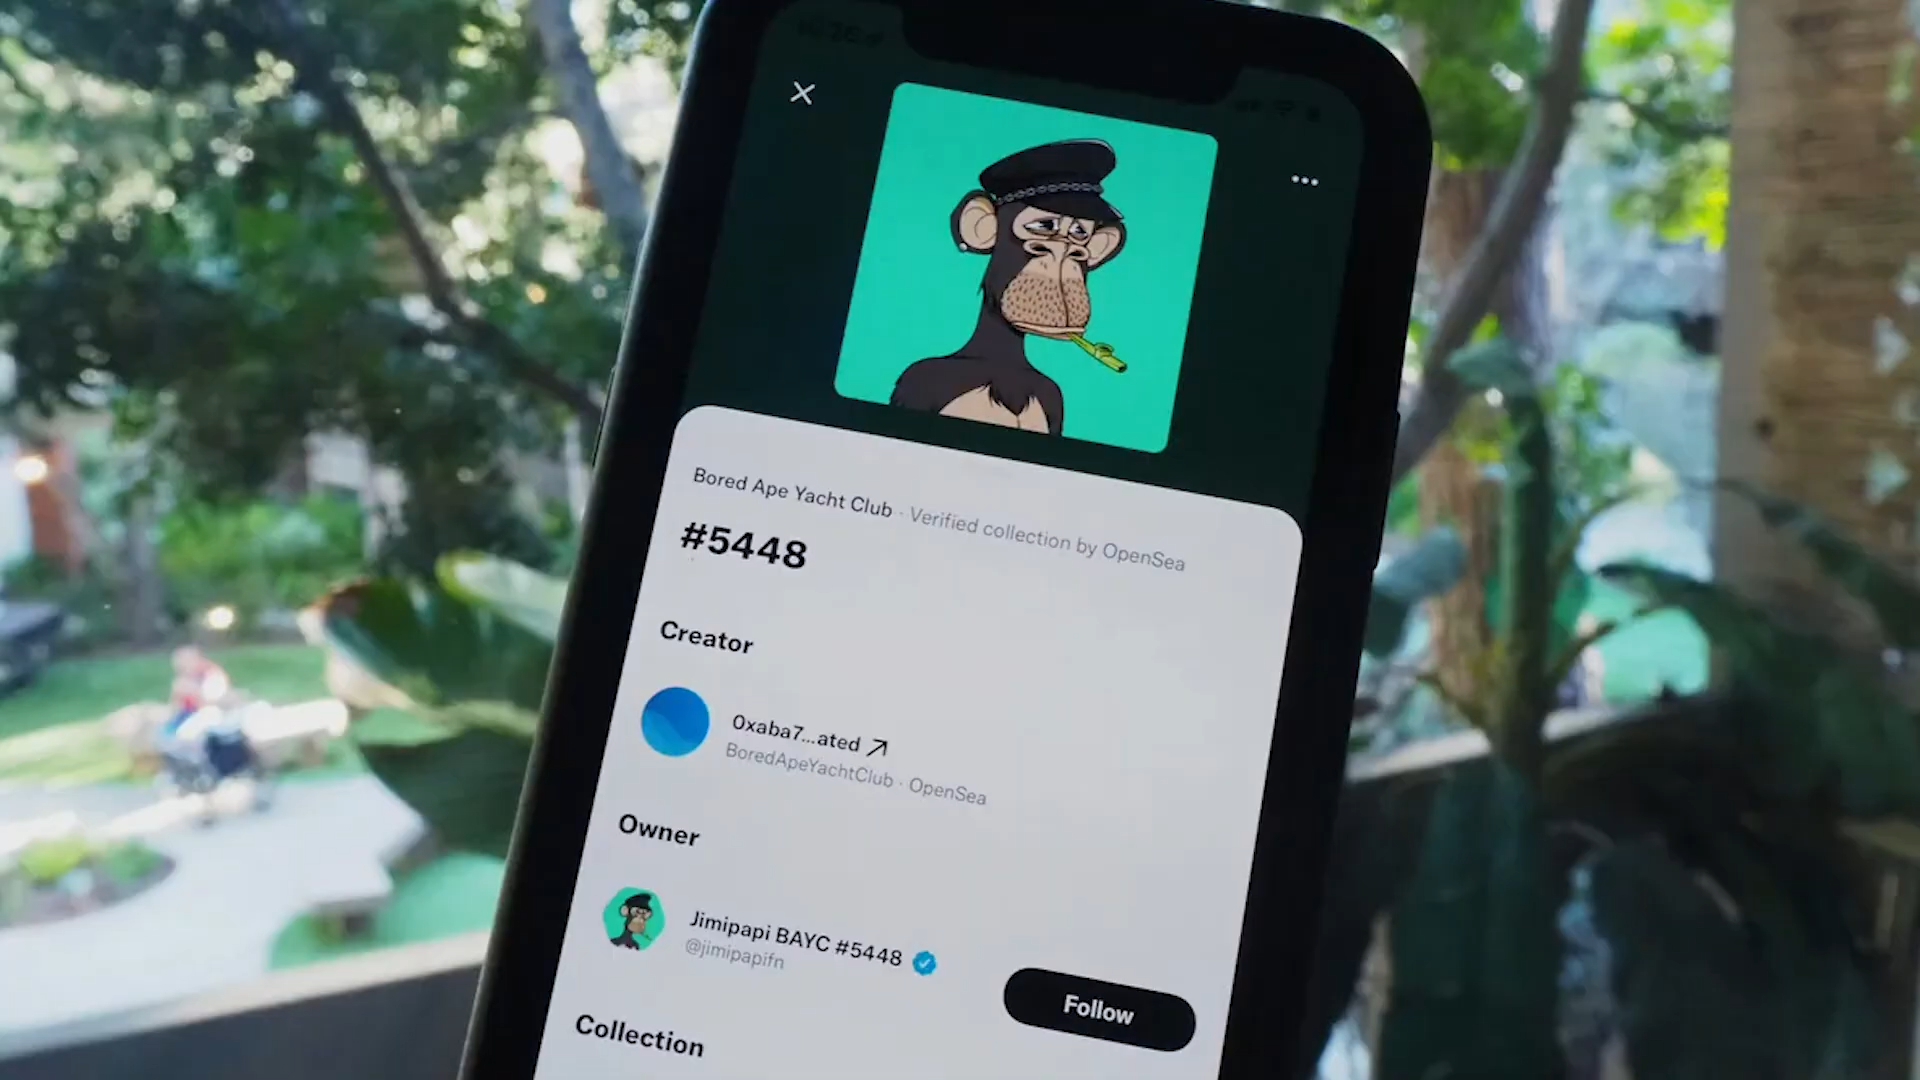 Bored Ape Yacht Club · Verified collection by OpenSea
#5448
Creator
0xaba7...ated
BoredApeYachtClub · OpenSea
Owner
Jimipapi BAYC #5448
@jimipapifn
Follow
Collection